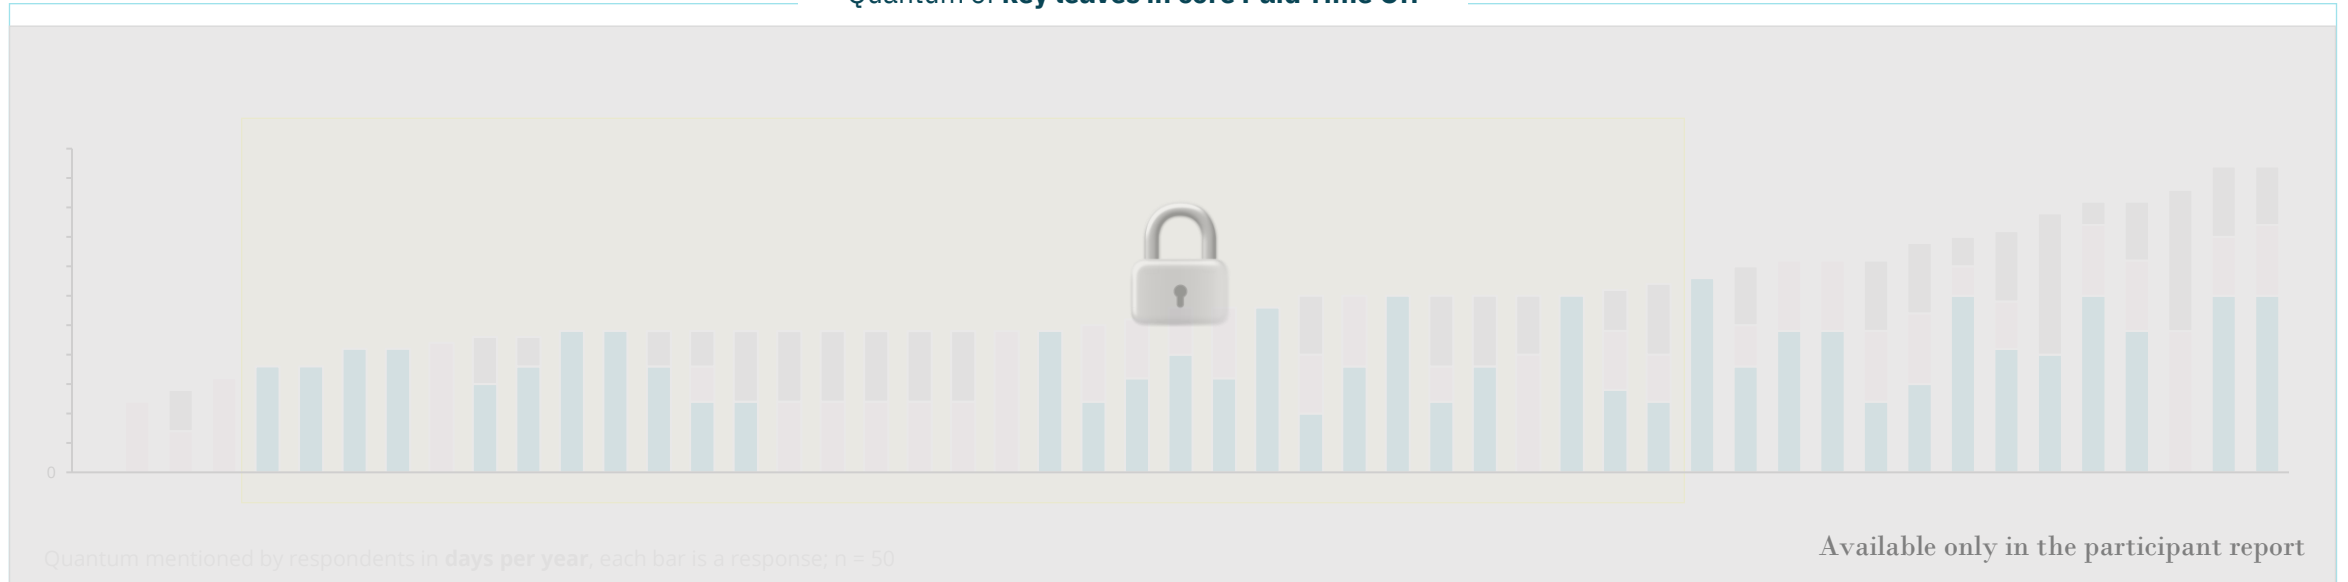 Quantum of key leaves in core Paid Time Off
0
Available only in the participant report
Quantum mentioned by respondents in days per year, each bar is a response; n = 50